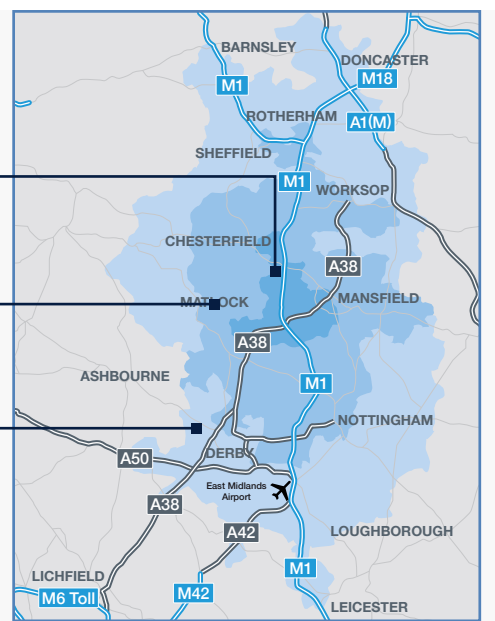 BARNSLEY
DONCASTER
M18
M1
ROTHERHAM
A1(M)
SHEFFIELD
M1
WORKSOP
CHESTERFIELD
A38
MATLOCK
MANSFIELD
A38
ASHBOURNE
M1
NOTTINGHAM
DERBY
A50
East Midlands
Airport
A38
A42
LOUGHBOROUGH
M1
LICHFIELD
M42
M6 Toll
LEICESTER